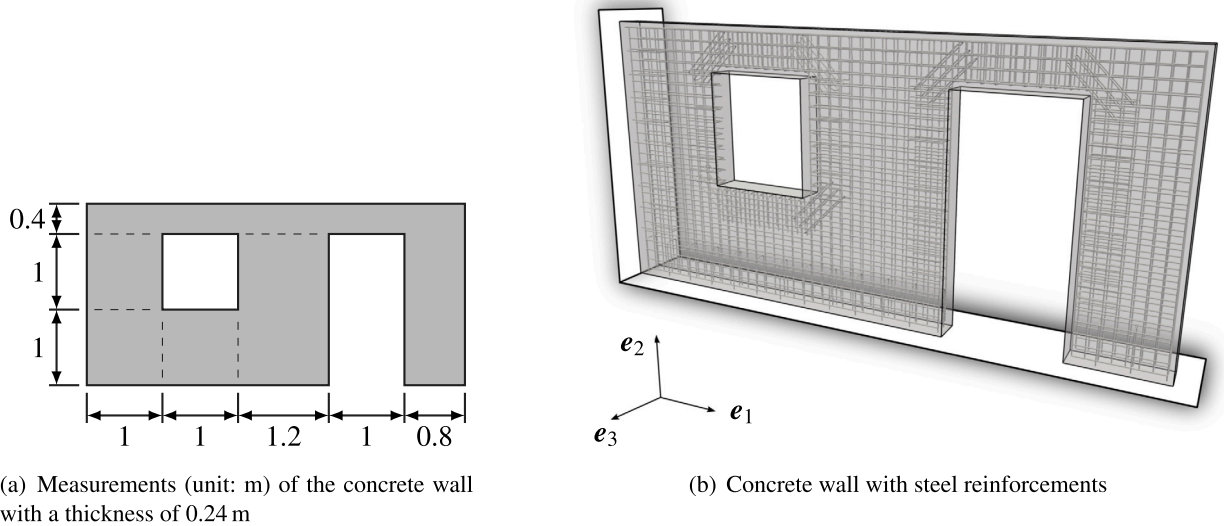 0.4
1
1
1
1
1.2
1
0.8
(a) Measurements (unit: m) of the concrete wall
with a thickness of 0.24 m
e2
e1
e3
(b) Concrete wall with steel reinforcements